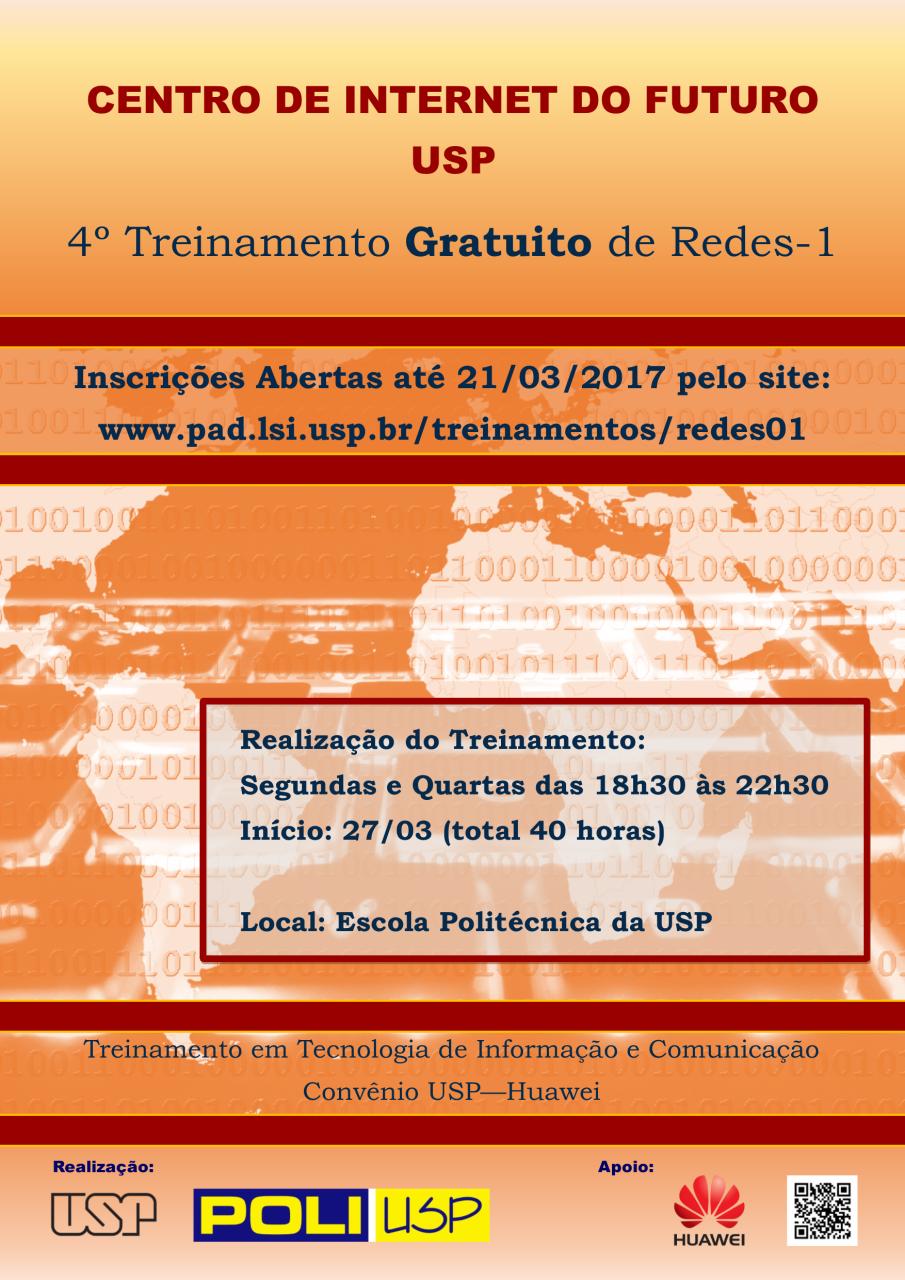 CENTRO DE INTERNET DO FUTURO
USP
4º Treinamento Gratuito de Redes-1
Inscrições Abertas até 21/03/2017 pelo site:
www.pad.lsi.usp.br/treinamentos/redes01
Realização do Treinamento:
Segundas e Quartas das 18h30 às 22h30
Início: 27/03 (total 40 horas)
Local: Escola Politécnica da USP
Treinamento em Tecnologia de Informação e Comunicação
Convênio USP—Huawei
Realização:
Apoio:
USP
POLI USP
HUAWEI